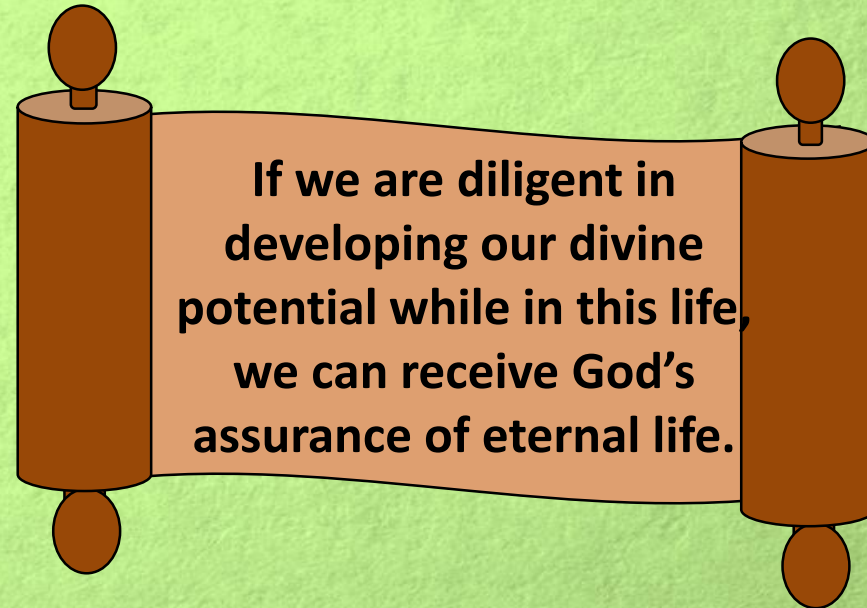 If we are diligent in
developing our divine
potential while in this life,
we can receive God’s
assurance of eternal life.